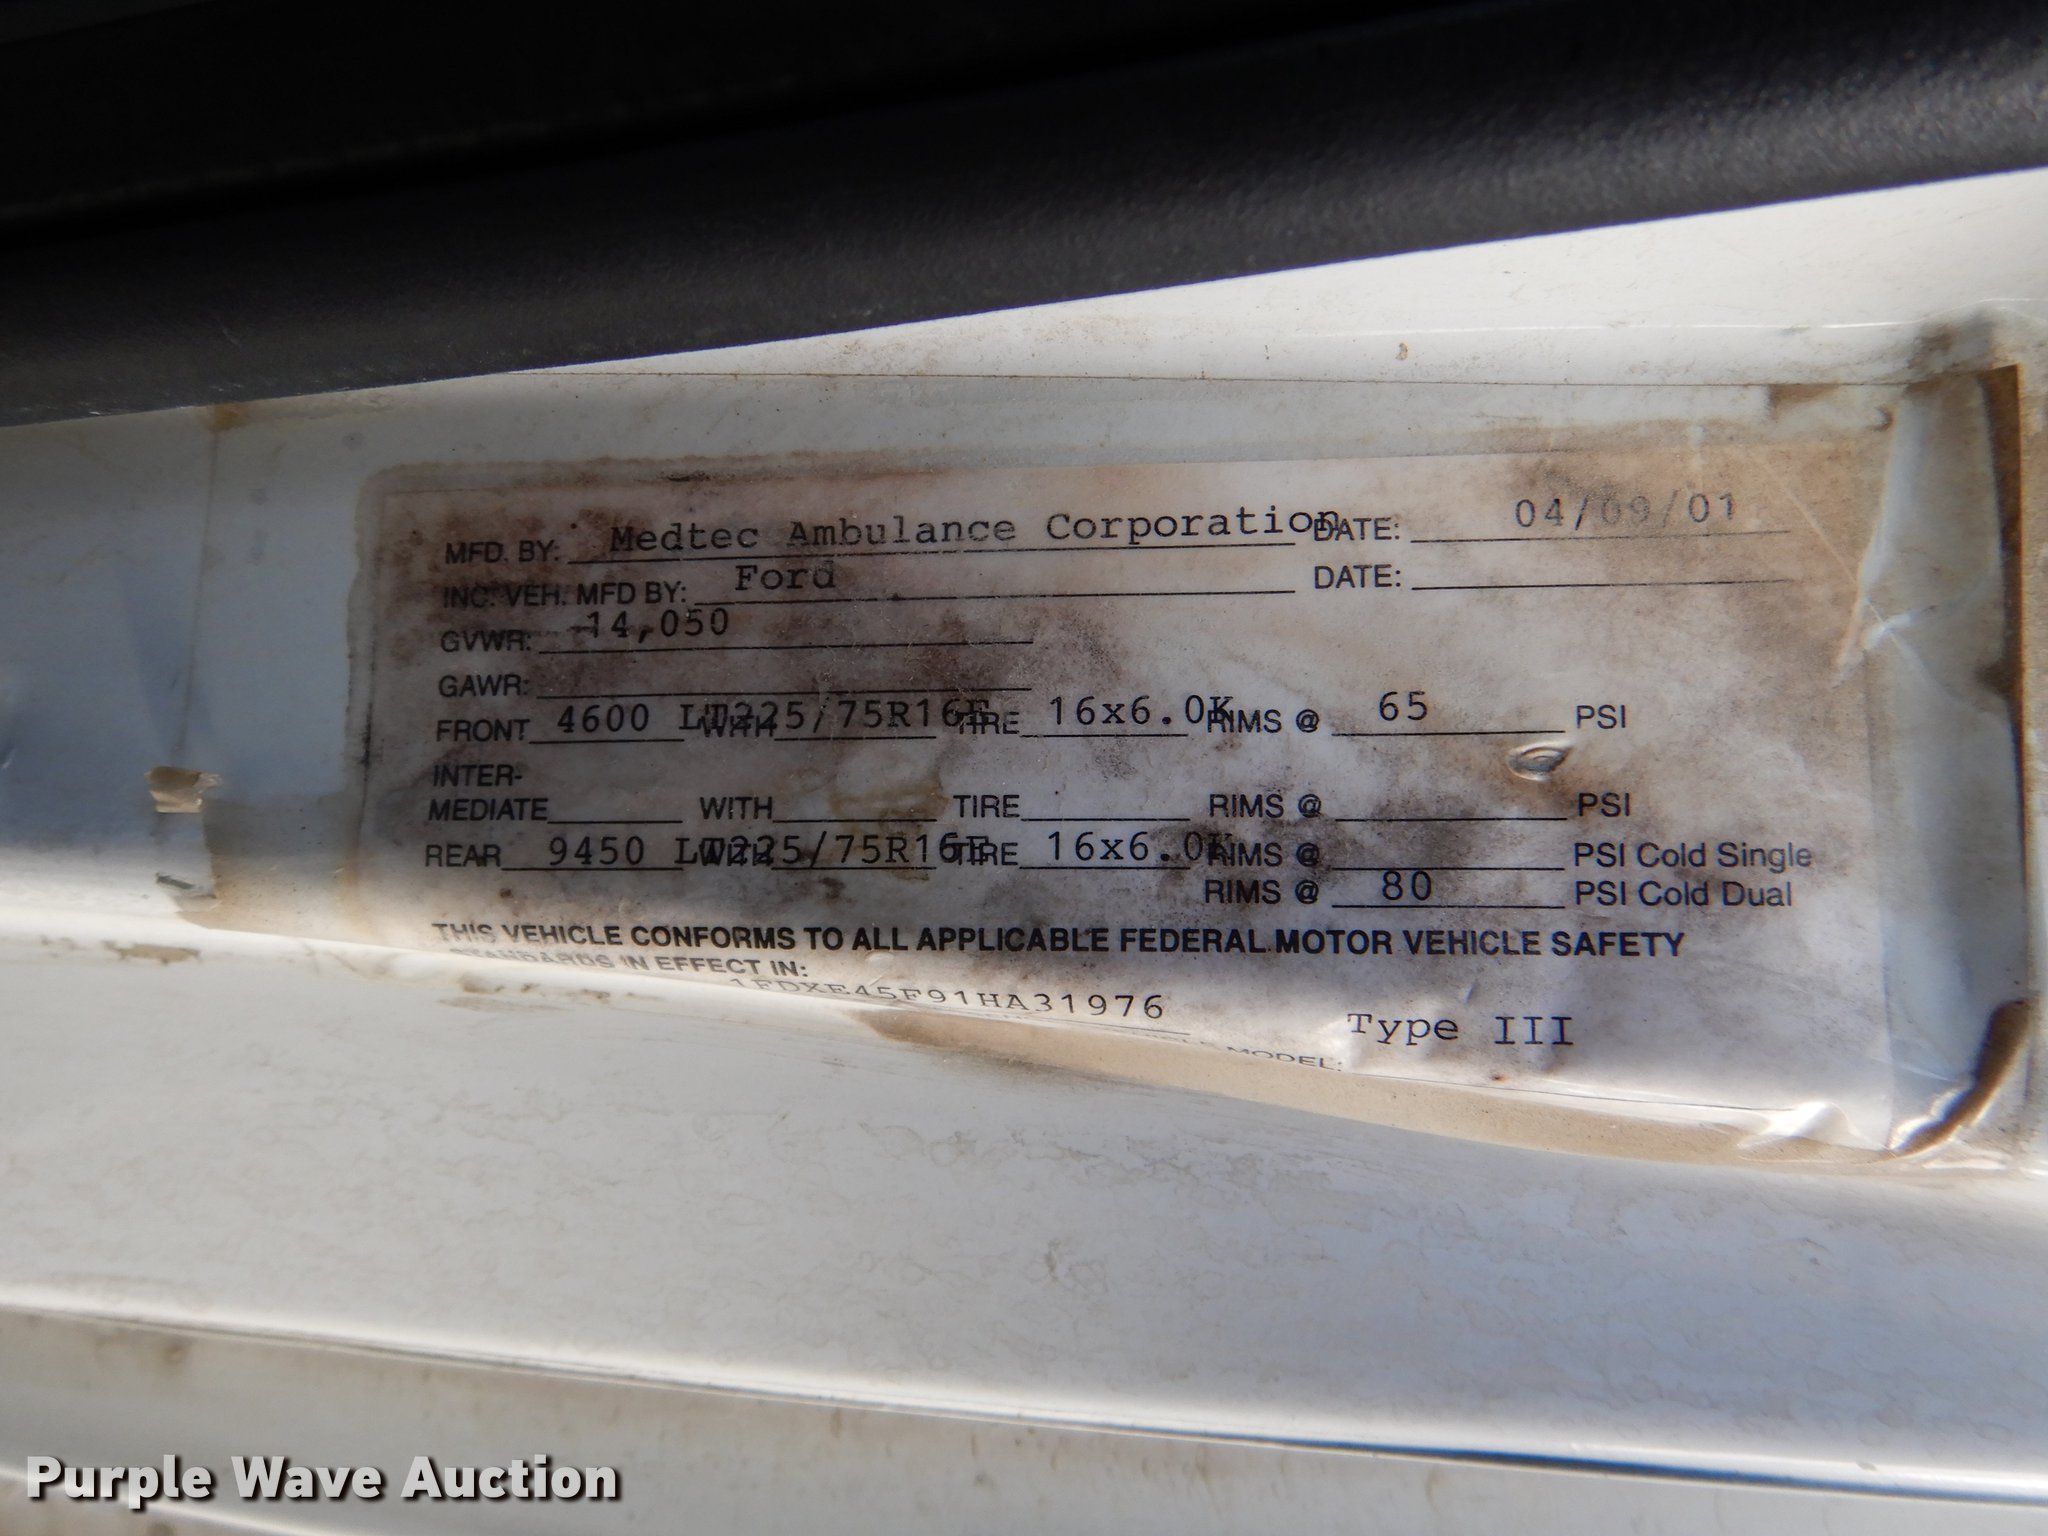 MFD. BY: Medtec Ambulance Corporation DATE: 04/09/01
INC. VEH. MFD BY: Ford DATE:
GVWR: 14,050
GAWR:
FRONT 4600 WITH LT225/75R16E TIRE 16x6.0K RIMS @ 65 PSI
INTER-
MEDIATE WITH TIRE RIMS @ PSI
REAR 9450 WITH LT225/75R16E TIRE 16x6.0K RIMS @ PSI Cold Single
RIMS @ 80 PSI Cold Dual
THIS VEHICLE CONFORMS TO ALL APPLICABLE FEDERAL MOTOR VEHICLE SAFETY
STANDARDS IN EFFECT IN:
1FDXE45F91HA31976
MODEL: Type III
Purple Wave Auction